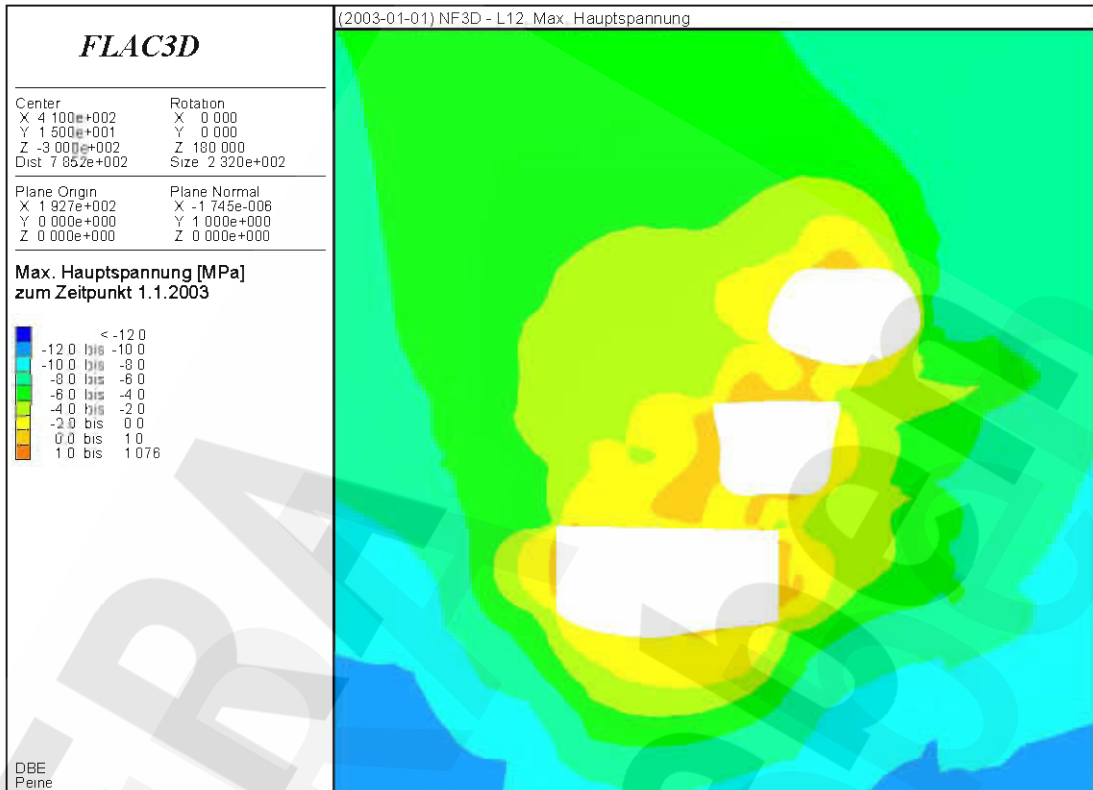 (2003-01-01) NF3D - L12, Max. Hauptspannung
FLAC3D
Center
X 4.100e+002
Y 1.500e+001
Z -3.000e+002
Dist 7.852e+002
Rotation
X 0.000
Y 0.000
Z 180.000
Size 2.320e+002
Plane Origin
X 1.927e+002
Y 0.000e+000
Z 0.000e+000
Plane Normal
X -1.745e-006
Y 1.000e+000
Z 0.000e+000
Max. Hauptspannung [MPa]
zum Zeitpunkt 1.1.2003
< -12.0
-12.0 bis -10.0
-10.0 bis -8.0
-8.0 bis -6.0
-6.0 bis -4.0
-4.0 bis -2.0
-2.0 bis 0.0
0.0 bis 1.0
1.0 bis 1.076
DBE
Peine